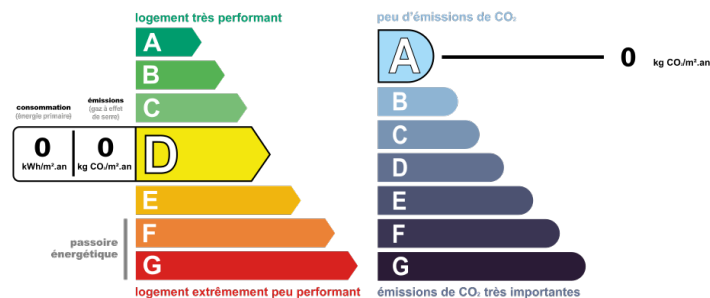 logement très performant
A
B
C
consommation
(énergie primaire)
émissions
(gaz à effet
de serre)
0
kWh/m².an
0
kg CO₂/m².an
D
E
F
G
passoire
énergétique
logement extrêmement peu performant
peu d'émissions de CO₂
A
0 kg CO₂/m².an
B
C
D
E
F
G
émissions de CO₂ très importantes